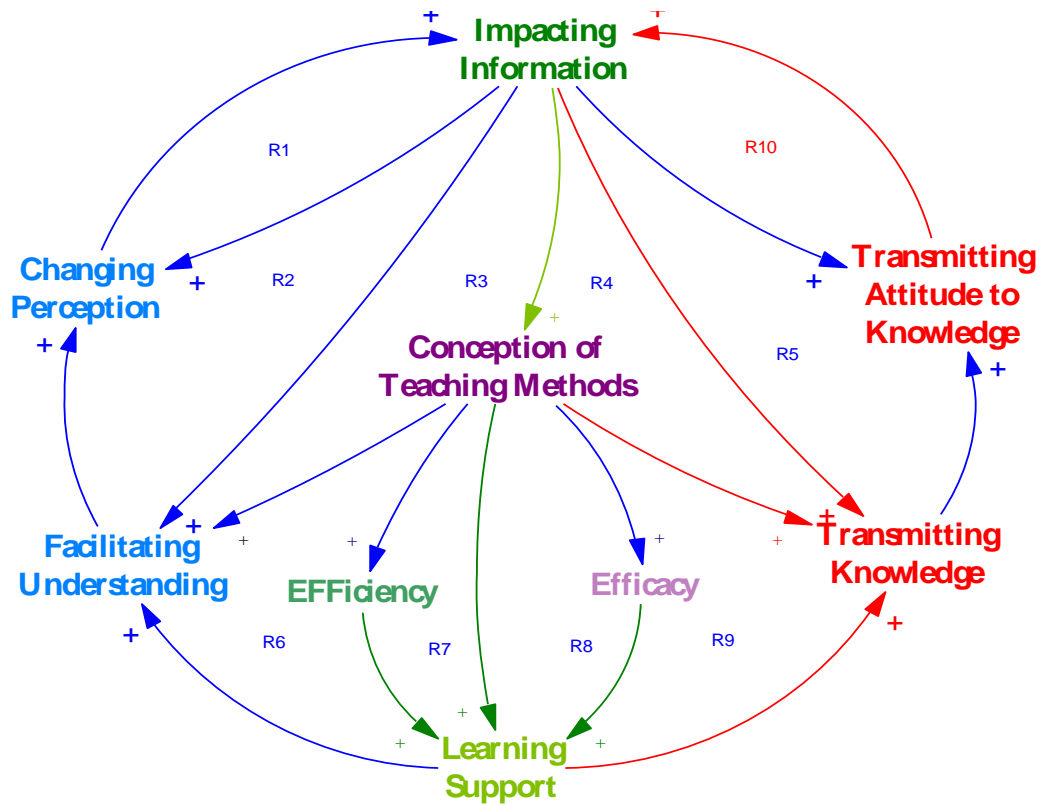 +
+
Impacting
Information
R1
R10
Changing
Perception
+
R2
R3
R4
+
Transmitting
Attitude to
Knowledge
+
+
Conception of
Teaching Methods
R5
+
+
+
+
+
+
+
Facilitating
Understanding
EFFiciency
Efficacy
Transmitting
Knowledge
+
R6
R7
R8
R9
+
+
+
+
Learning
Support